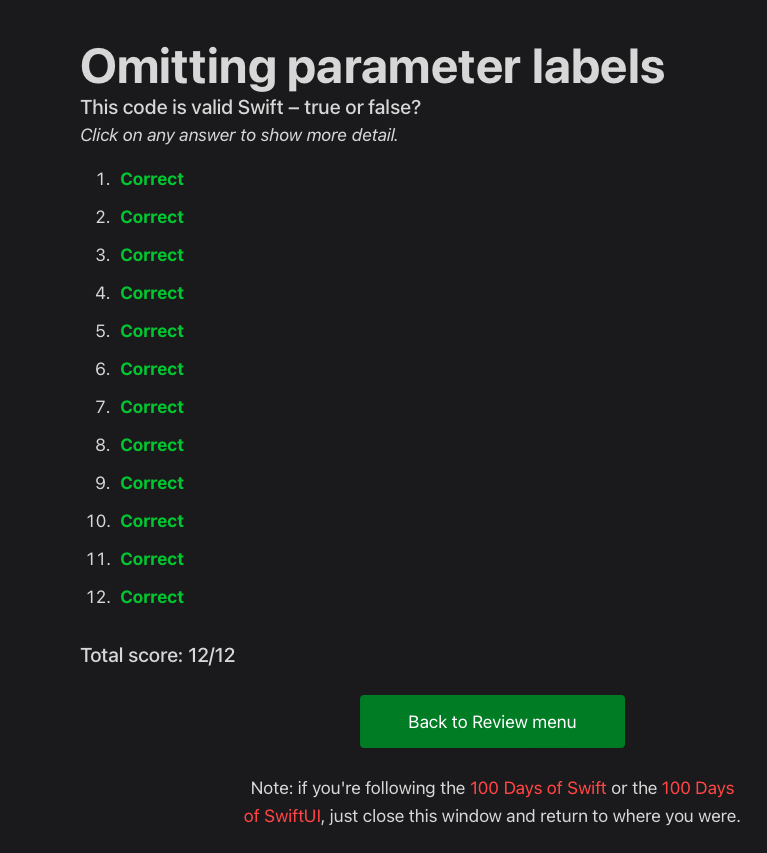 Omitting parameter labels
This code is valid Swift – true or false?
Click on any answer to show more detail.
1. Correct
2. Correct
3. Correct
4. Correct
5. Correct
6. Correct
7. Correct
8. Correct
9. Correct
10. Correct
11. Correct
12. Correct
Total score: 12/12
Back to Review menu
Note: if you're following the 100 Days of Swift or the 100 Days
of SwiftUI, just close this window and return to where you were.